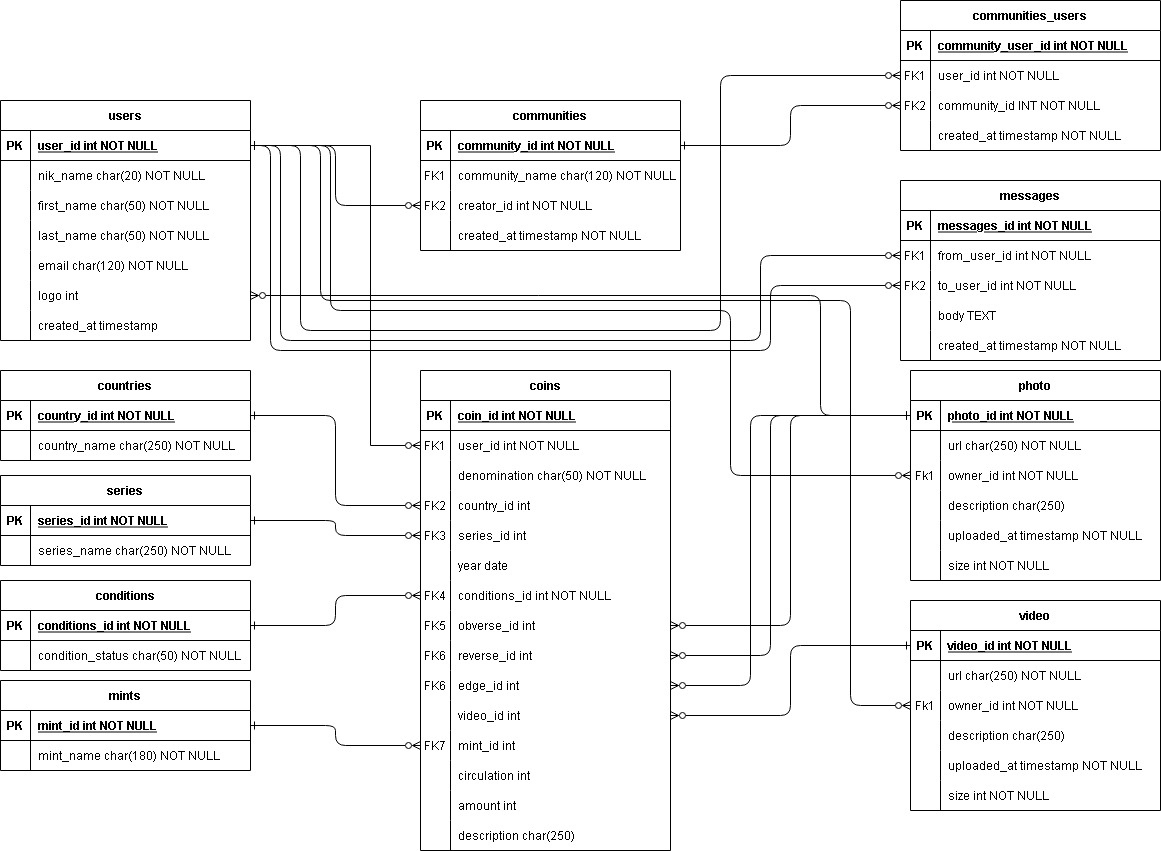 communities_users
PK community_user_id int NOT NULL
FK1 user_id int NOT NULL
FK2 community_id INT NOT NULL
created_at timestamp NOT NULL
users
PK user_id int NOT NULL
nik_name char(20) NOT NULL
first_name char(50) NOT NULL
last_name char(50) NOT NULL
email char(120) NOT NULL
logo int
created_at timestamp
communities
PK community_id int NOT NULL
FK1 community_name char(120) NOT NULL
FK2 creator_id int NOT NULL
created_at timestamp NOT NULL
messages
PK messages_id int NOT NULL
FK1 from_user_id int NOT NULL
FK2 to_user_id int NOT NULL
body TEXT
created_at timestamp NOT NULL
countries
PK country_id int NOT NULL
country_name char(250) NOT NULL
series
PK series_id int NOT NULL
series_name char(250) NOT NULL
conditions
PK conditions_id int NOT NULL
condition_status char(50) NOT NULL
mints
PK mint_id int NOT NULL
mint_name char(180) NOT NULL
coins
PK coin_id int NOT NULL
FK1 user_id int NOT NULL
denomination char(50) NOT NULL
FK2 country_id int
FK3 series_id int
year date
FK4 conditions_id int NOT NULL
FK5 obverse_id int
FK6 reverse_id int
FK6 edge_id int
video_id int
FK7 mint_id int
circulation int
amount int
description char(250)
photo
PK photo_id int NOT NULL
url char(250) NOT NULL
Fk1 owner_id int NOT NULL
description char(250)
uploaded_at timestamp NOT NULL
size int NOT NULL
video
PK video_id int NOT NULL
url char(250) NOT NULL
Fk1 owner_id int NOT NULL
description char(250)
uploaded_at timestamp NOT NULL
size int NOT NULL